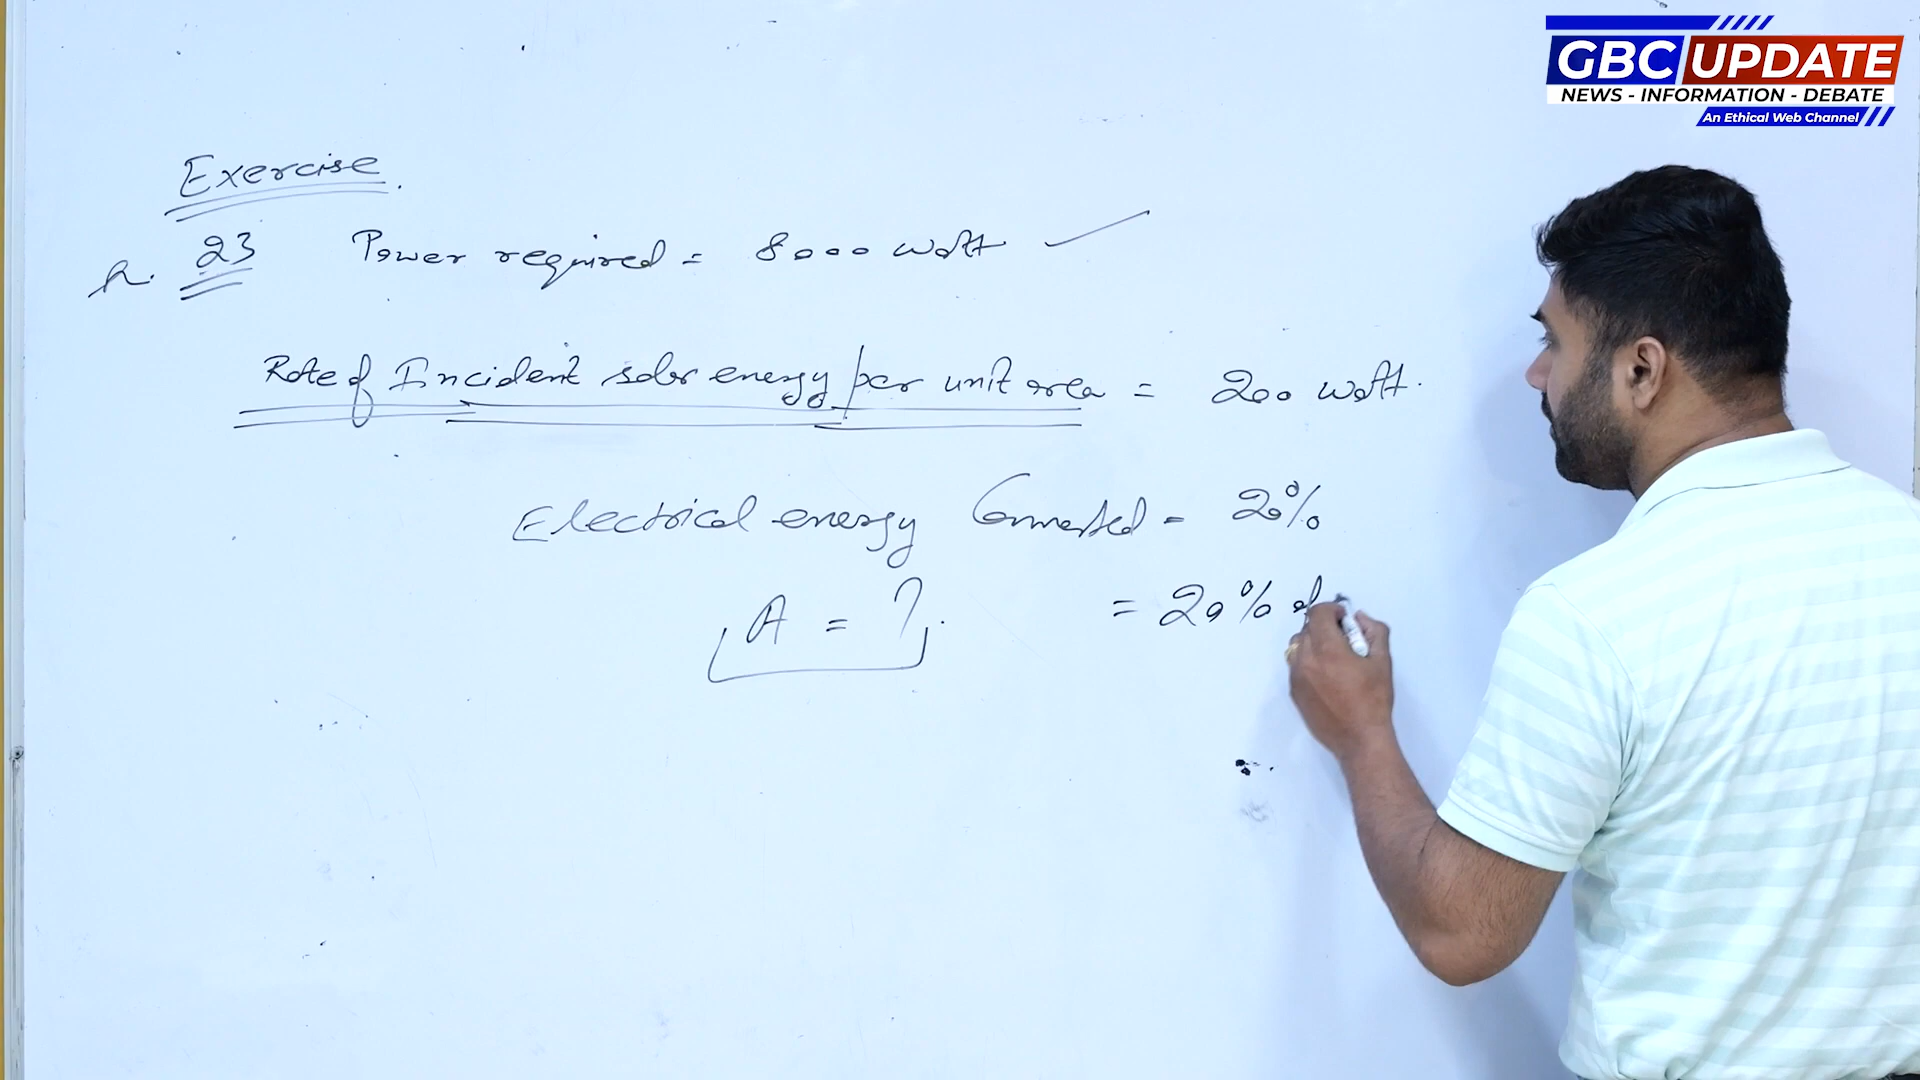 GBC UPDATE
NEWS - INFORMATION - DEBATE
An Ethical Web Channel
Exercise.
23 Power required = 8000 watt
Rate of Incident solar energy / per unit area = 200 watt.
Electrical energy Converted = 20%
A = ?.
= 20% of